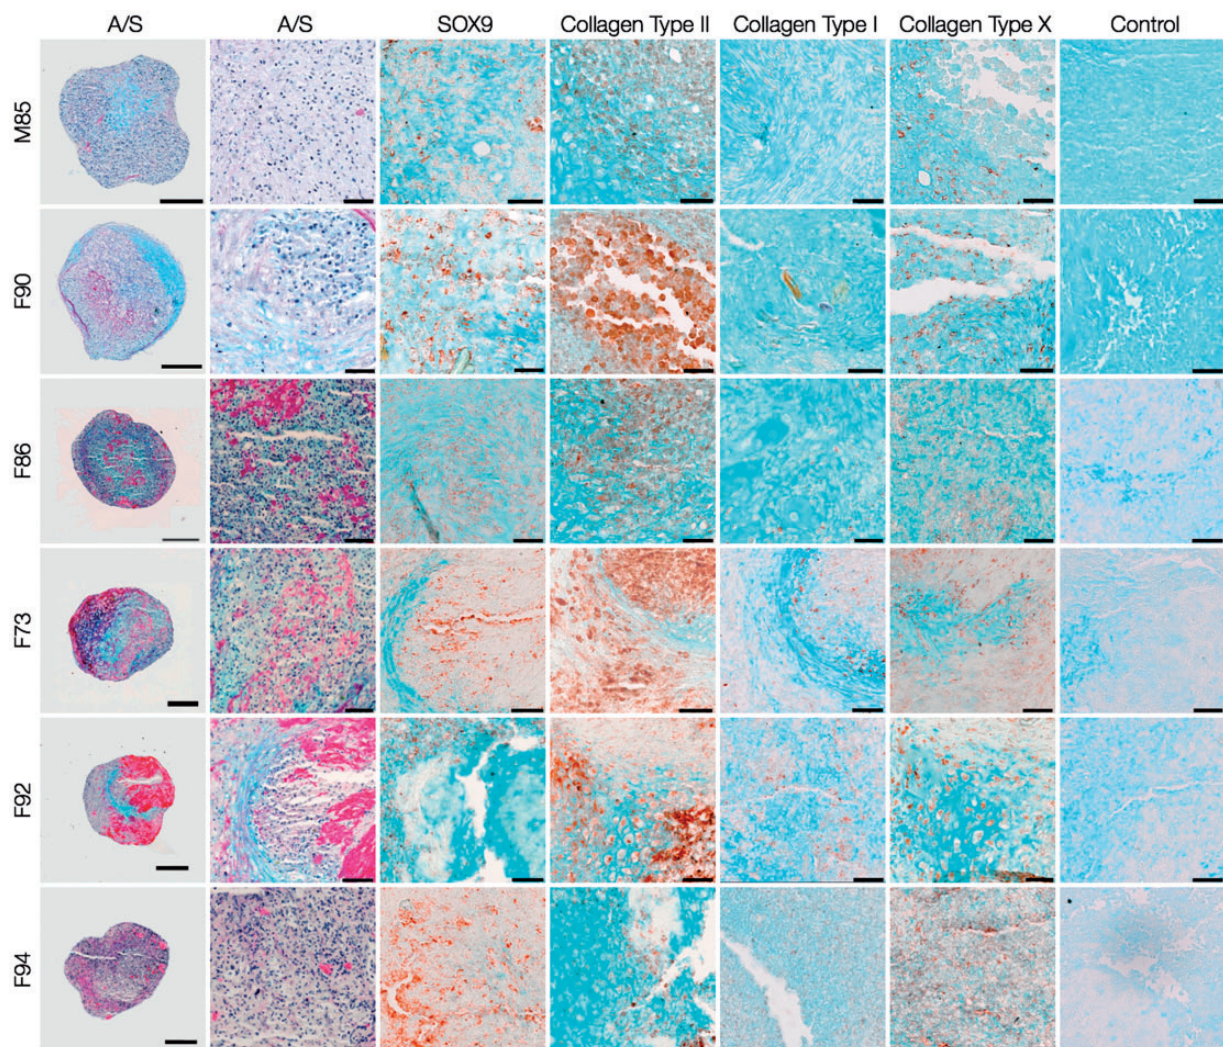 A/S A/S SOX9 Collagen Type II Collagen Type I Collagen Type X Control
M85
F90
F86
F73
F92
F94